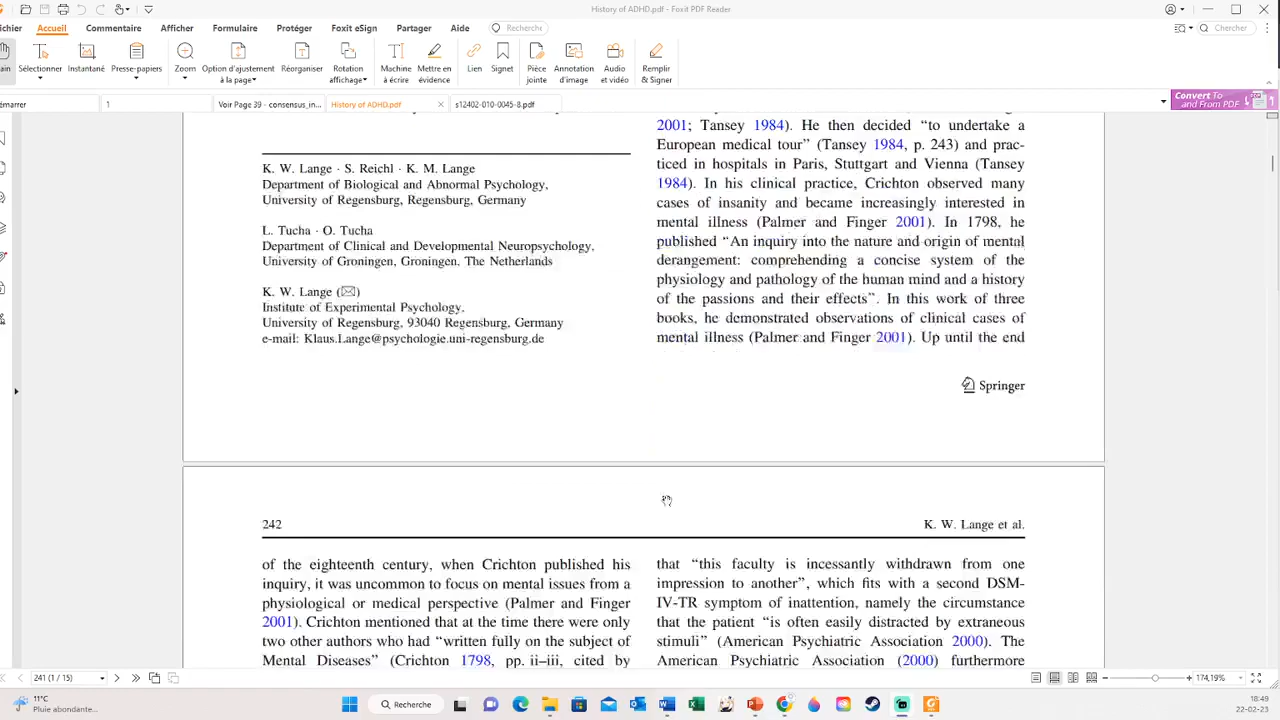 History of ADHD.pdf - Foxit PDF Reader
ichier Accueil Commentaire Afficher Formulaire Protéger Foxit eSign Partager Aide Recherche Chercher
ain Sélectionner Instantané Presse-papiers Zoom Option d'ajustement à la page Réorganiser Rotation affichage Machine à écrire Mettre en évidence Lien Signet Pièce jointe Annotation d'image Audio et vidéo Remplir & Signer
émarrer 1 Voir Page 39 - consensus_in... History of ADHD.pdf s12402-010-0045-8.pdf
Convert To
and From PDF
K. W. Lange · S. Reichl · K. M. Lange
Department of Biological and Abnormal Psychology,
University of Regensburg, Regensburg, Germany
L. Tucha · O. Tucha
Department of Clinical and Developmental Neuropsychology,
University of Groningen, Groningen, The Netherlands
K. W. Lange (✉)
Institute of Experimental Psychology,
University of Regensburg, 93040 Regensburg, Germany
e-mail: Klaus.Lange@psychologie.uni-regensburg.de
2001; Tansey 1984). He then decided “to undertake a
European medical tour” (Tansey 1984, p. 243) and prac-
ticed in hospitals in Paris, Stuttgart and Vienna (Tansey
1984). In his clinical practice, Crichton observed many
cases of insanity and became increasingly interested in
mental illness (Palmer and Finger 2001). In 1798, he
published “An inquiry into the nature and origin of mental
derangement: comprehending a concise system of the
physiology and pathology of the human mind and a history
of the passions and their effects”. In this work of three
books, he demonstrated observations of clinical cases of
mental illness (Palmer and Finger 2001). Up until the end
Springer
242 K. W. Lange et al.
of the eighteenth century, when Crichton published his
inquiry, it was uncommon to focus on mental issues from a
physiological or medical perspective (Palmer and Finger
2001). Crichton mentioned that at the time there were only
two other authors who had “written fully on the subject of
Mental Diseases” (Crichton 1798, pp. ii–iii, cited by
that “this faculty is incessantly withdrawn from one
impression to another”, which fits with a second DSM-
IV-TR symptom of inattention, namely the circumstance
that the patient “is often easily distracted by extraneous
stimuli” (American Psychiatric Association 2000). The
American Psychiatric Association (2000) furthermore
241 (1 / 15) 174,19%
11°C
Pluie abondante...
Recherche
18:49
22-02-23